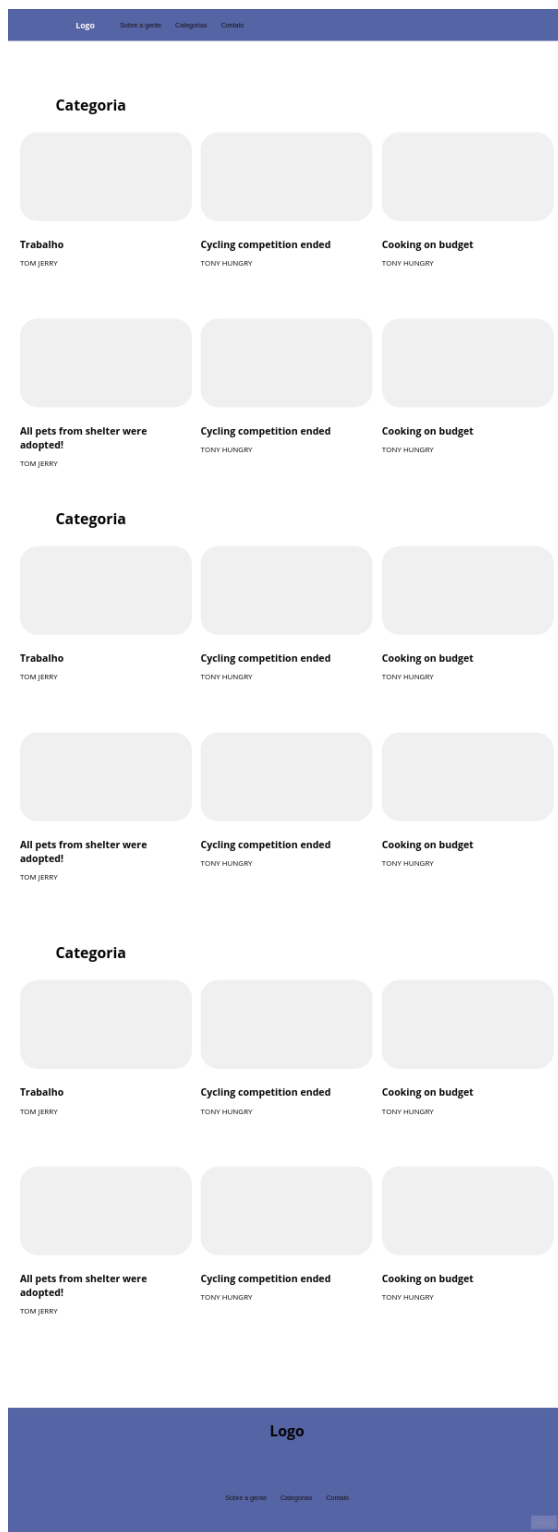 Logo Sobre a gente Categorias Contato
Categoria
Trabalho Cycling competition ended Cooking on budget
TOM JERRY TONY HUNGRY TONY HUNGRY
All pets from shelter were Cycling competition ended Cooking on budget
adopted! TONY HUNGRY TONY HUNGRY
TOM JERRY
Categoria
Trabalho Cycling competition ended Cooking on budget
TOM JERRY TONY HUNGRY TONY HUNGRY
All pets from shelter were Cycling competition ended Cooking on budget
adopted! TONY HUNGRY TONY HUNGRY
TOM JERRY
Categoria
Trabalho Cycling competition ended Cooking on budget
TOM JERRY TONY HUNGRY TONY HUNGRY
All pets from shelter were Cycling competition ended Cooking on budget
adopted! TONY HUNGRY TONY HUNGRY
TOM JERRY
Logo
Sobre a gente Categorias Contato